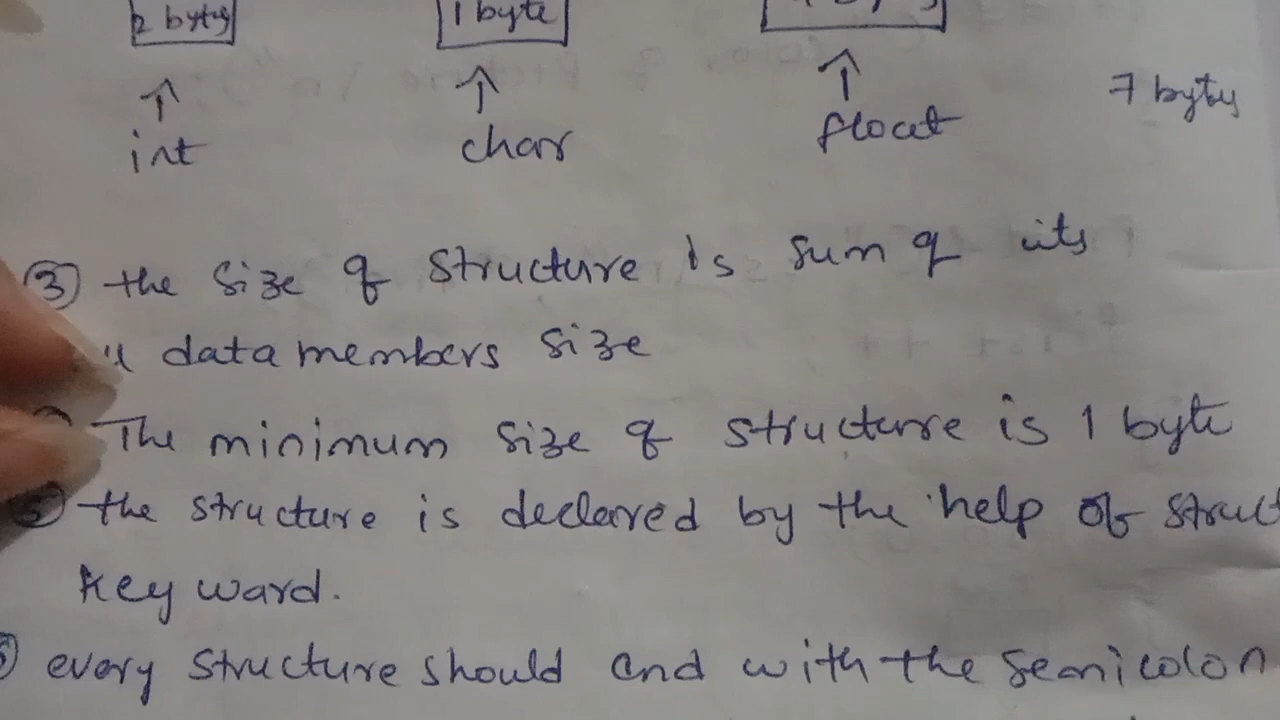 2 bytes 1 byte
int char float 7 bytes
③ the size of structure is sum of its
data members size
The minimum size of structure is 1 byte
the structure is declared by the help of struct
key ward.
every structure should end with the semicolon